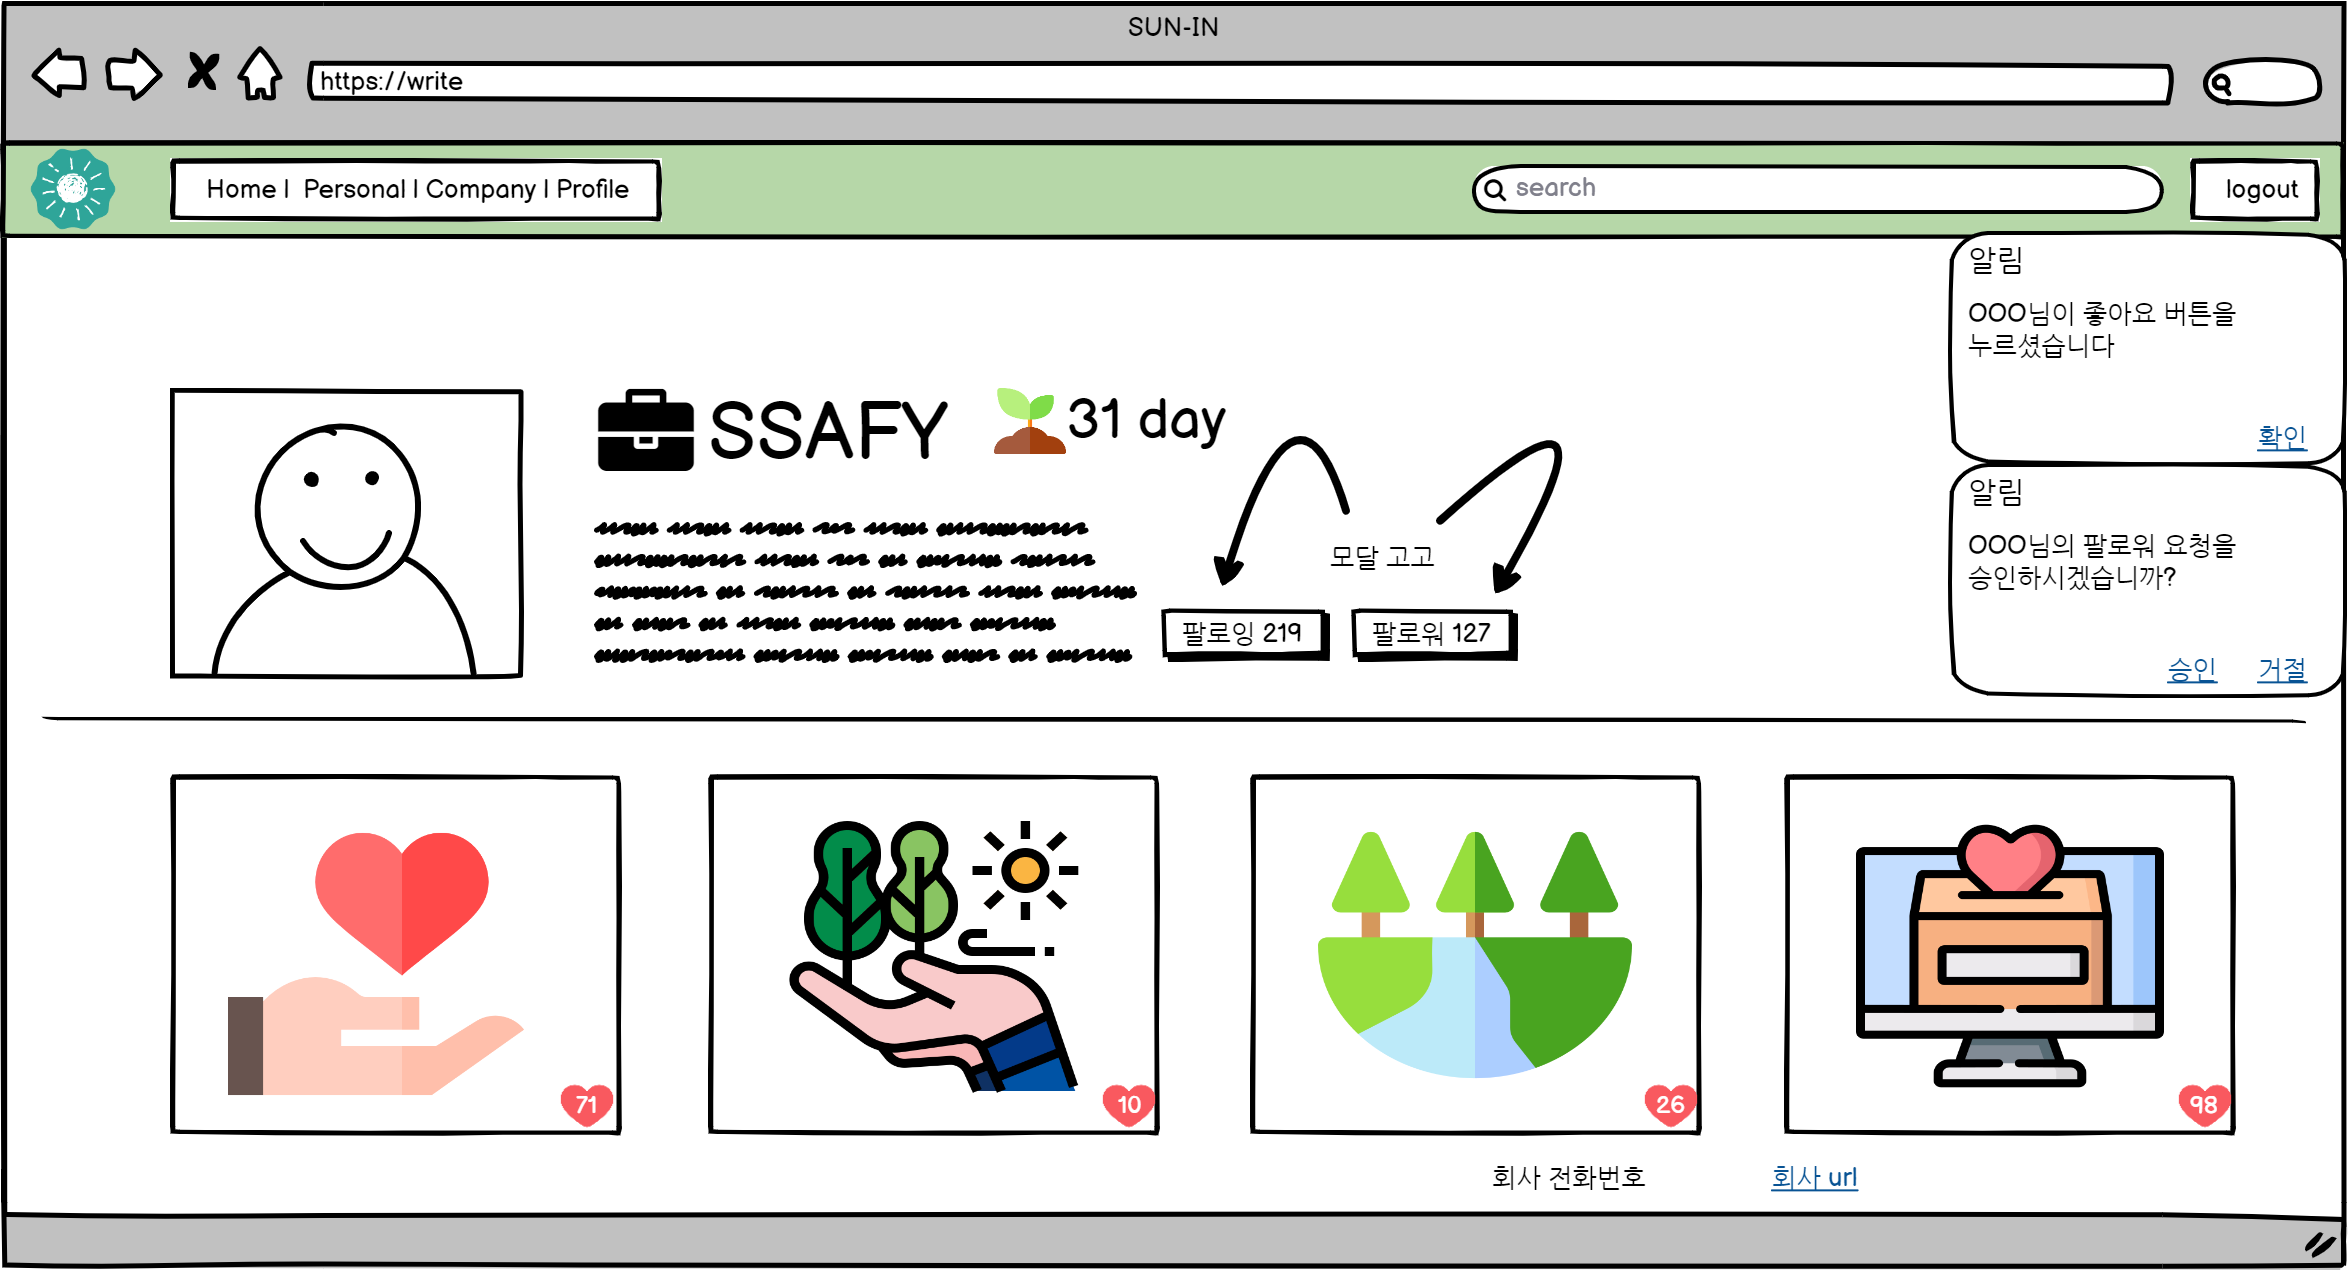 SUN-IN
https://write
Home | Personal | Company | Profile
search
logout
알림
OOO님이 좋아요 버튼을
누르셨습니다
확인
SSAFY
31 day
모달 고고
팔로잉 219
팔로워 127
알림
OOO님의 팔로워 요청을
승인하시겠습니까?
승인 거절
71
10
26
98
회사 전화번호
회사 url